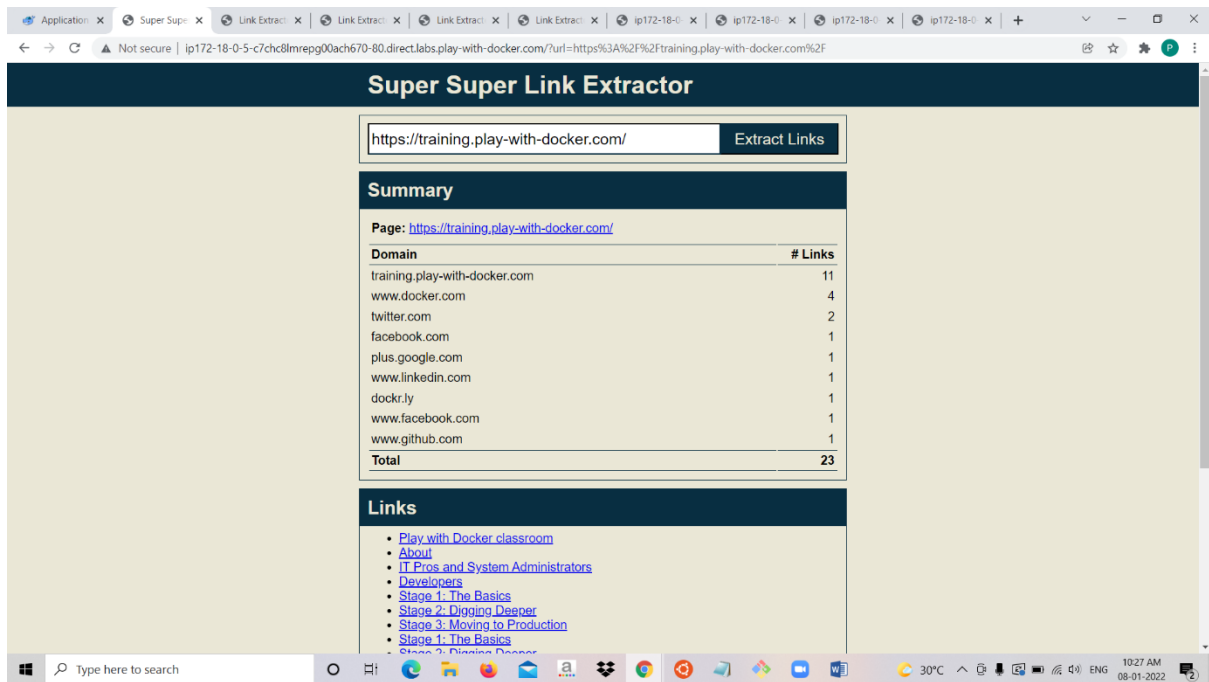 Application Super Supe Link Extract Link Extract Link Extract Link Extract ip172-18-0- ip172-18-0- ip172-18-0 ip172-18-0
Not secure | ip172-18-0-5-c7chc8lmrepg00ach670-80.direct.labs.play-with-docker.com/?url=https%3A%2F%2Ftraining.play-with-docker.com%2F P
Super Super Link Extractor
https://training.play-with-docker.com/ Extract Links
Summary
Page: https://training.play-with-docker.com/
Domain # Links
training.play-with-docker.com 11
www.docker.com 4
twitter.com 2
facebook.com 1
plus.google.com 1
www.linkedin.com 1
dockr.ly 1
www.facebook.com 1
www.github.com 1
Total 23
Links
• Play with Docker classroom
• About
• IT Pros and System Administrators
• Developers
• Stage 1: The Basics
• Stage 2: Digging Deeper
• Stage 3: Moving to Production
• Stage 1: The Basics
• Stage 2: Digging Deeper
Type here to search a W 30°C ENG 10:27 AM
08-01-2022 2